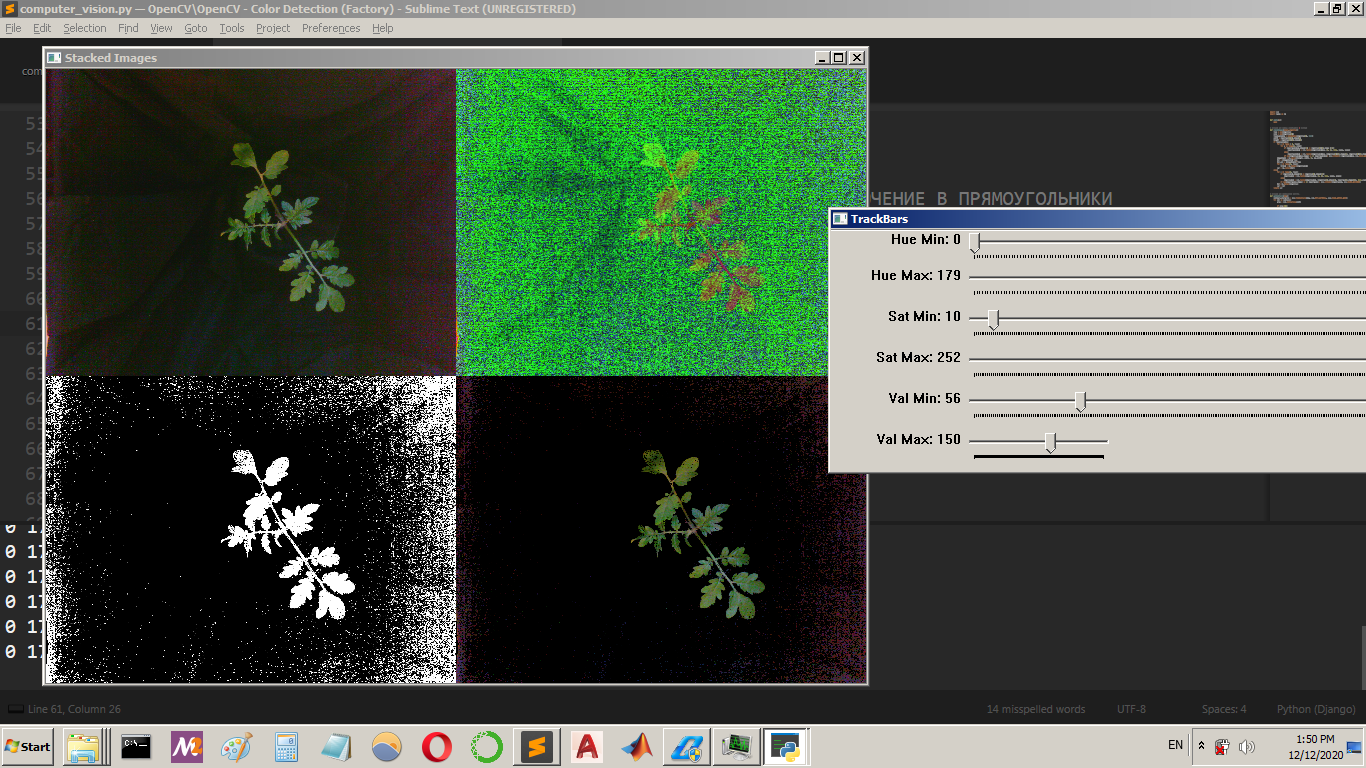 computer_vision.py — OpenCV\OpenCV - Color Detection (Factory) - Sublime Text (UNREGISTERED)
File Edit Selection Find View Goto Tools Project Preferences Help
Stacked Images
com
53
54
55
56
57
58
59
60
61
62
63
64
65
66
67
68
ЧЕНИЕ В ПРЯМОУГОЛЬНИКИ
TrackBars
Hue Min: 0
Hue Max: 179
Sat Min: 10
Sat Max: 252
Val Min: 56
Val Max: 150
0 17
0 17
0 17
0 17
0 17
0 17
Line 61, Column 26
14 misspelled words
UTF-8
Spaces: 4
Python (Django)
Start
C:\_
EN
1:50 PM
12/12/2020